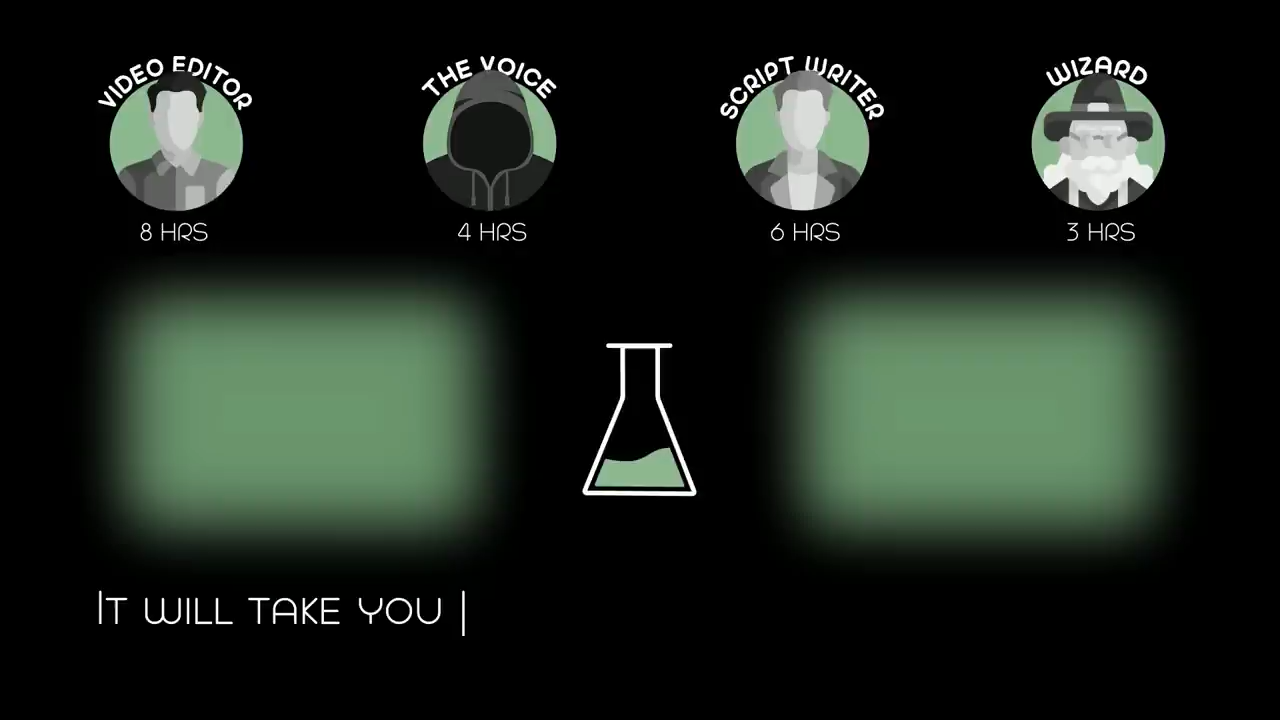 VIDEO EDITOR
THE VOICE
SCRIPT WRITER
WIZARD
8 HRS
4 HRS
6 HRS
3 HRS
IT WILL TAKE YOU |